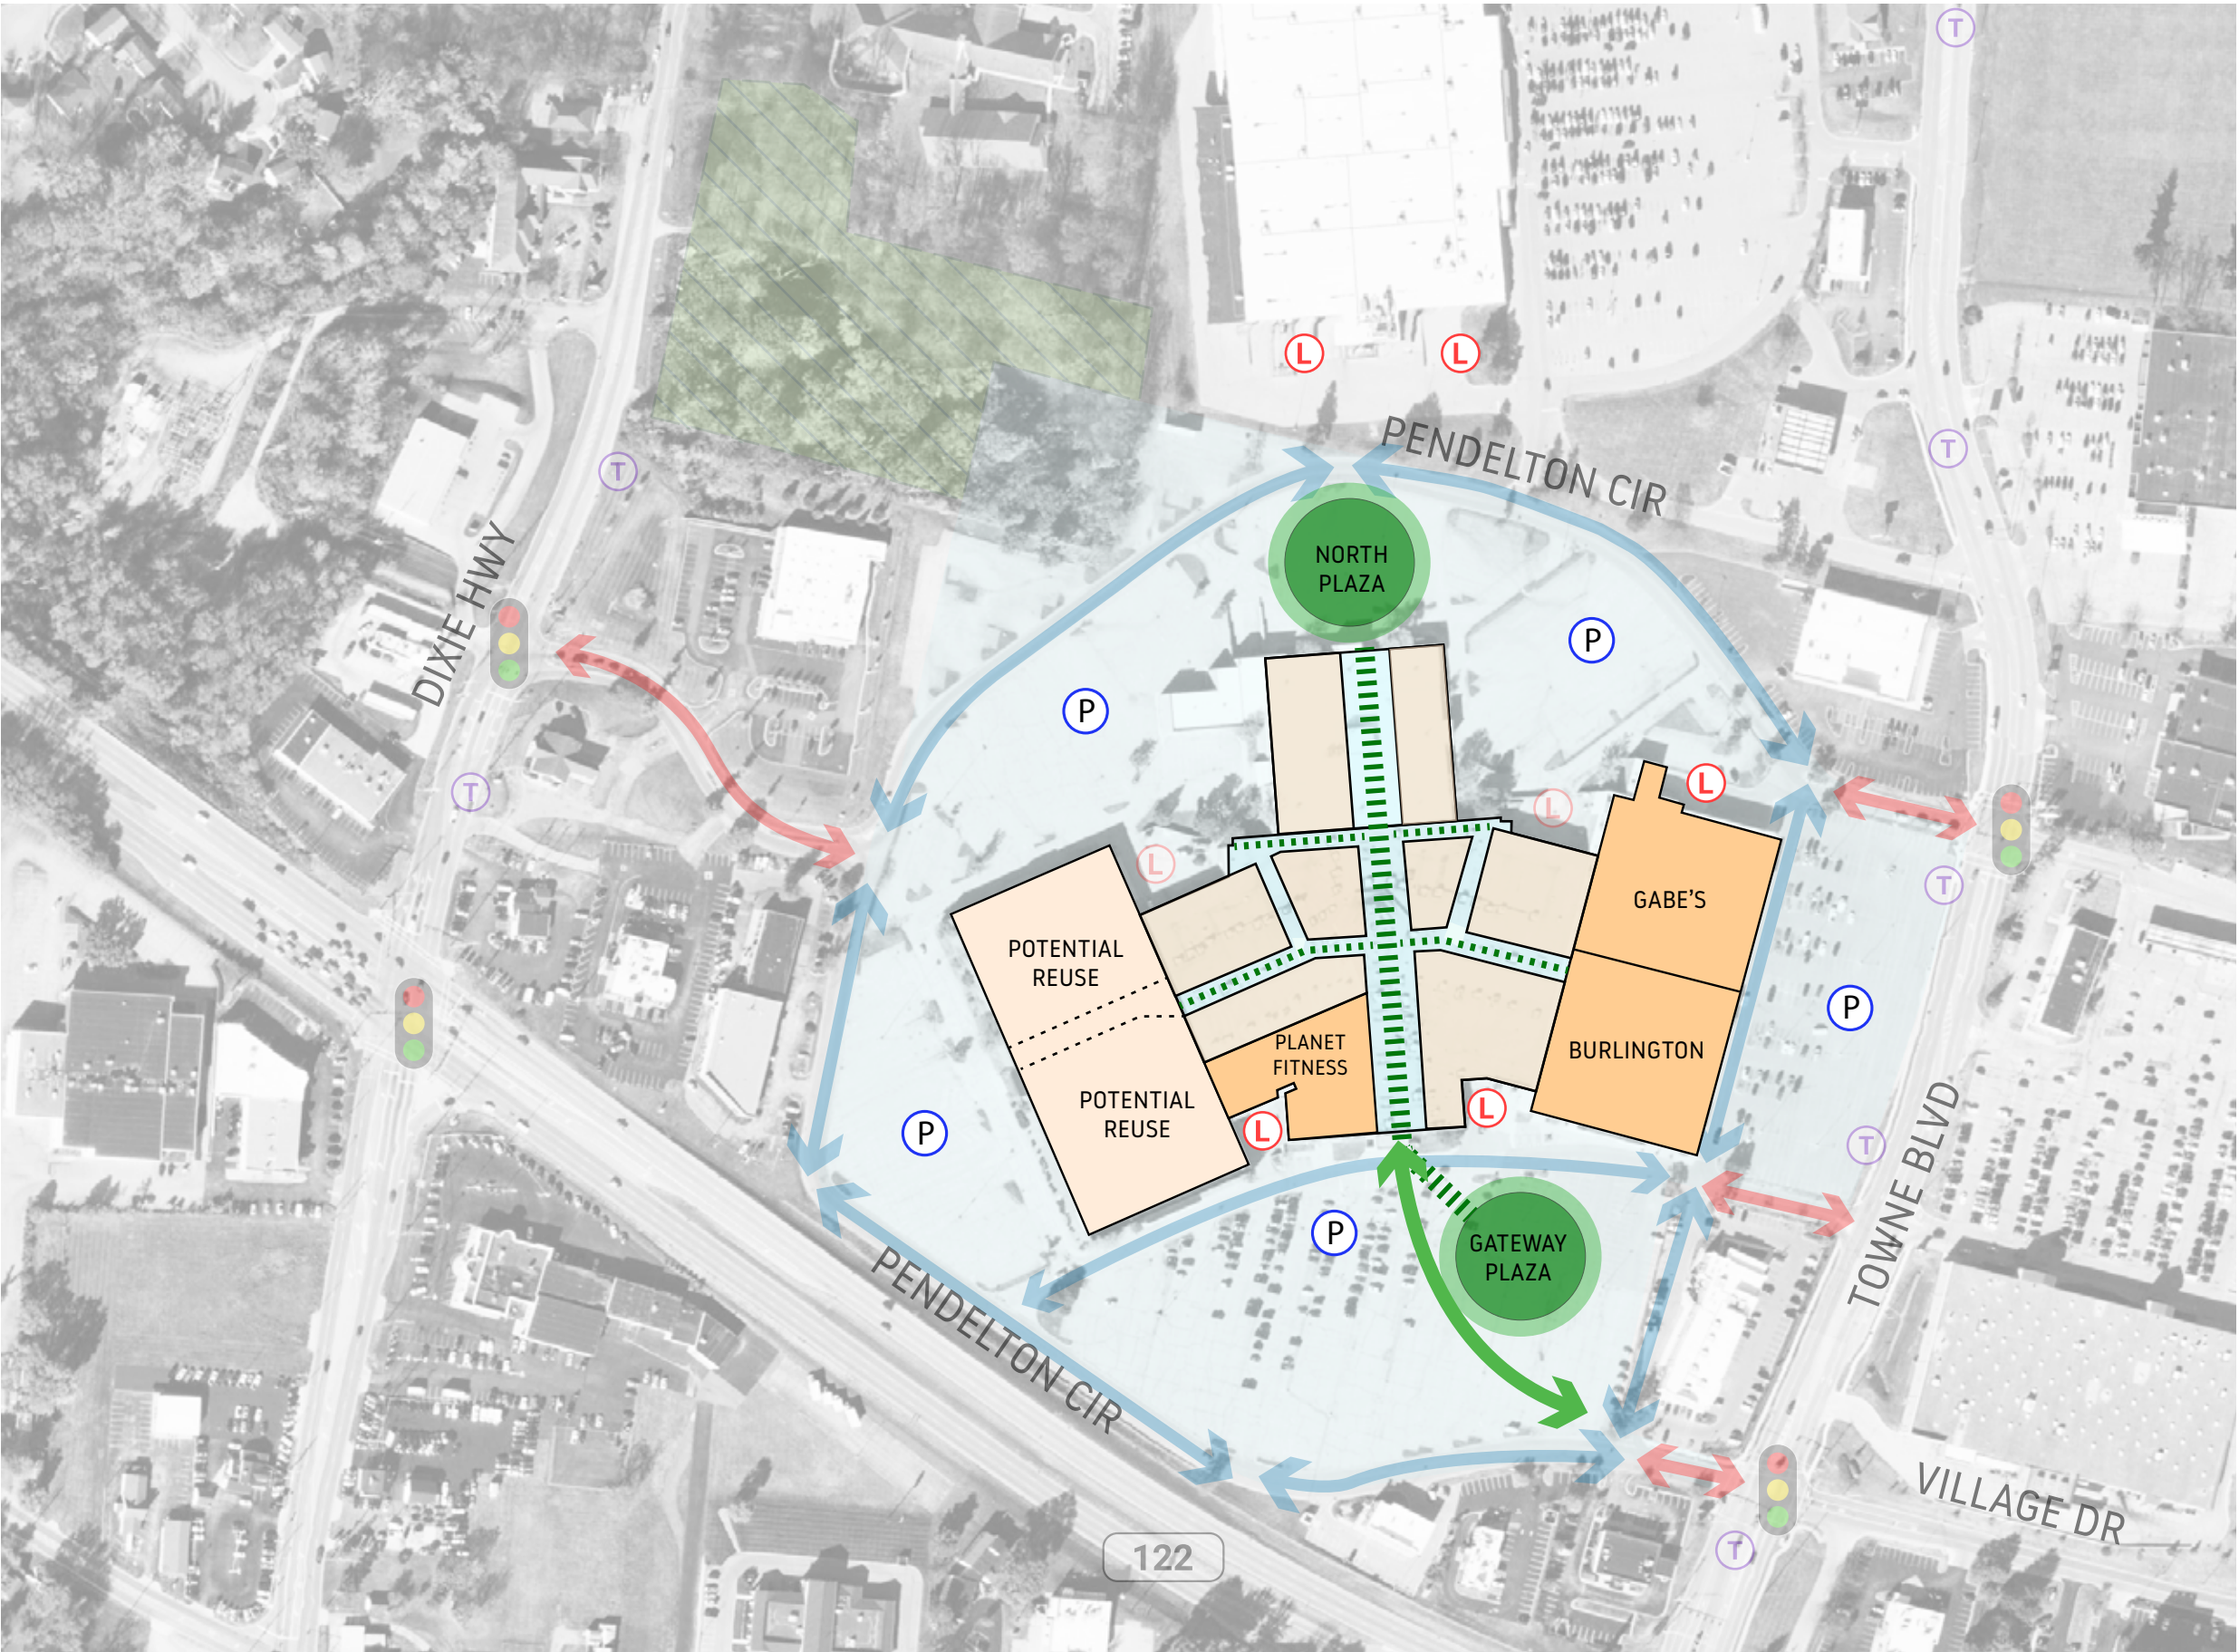 T
L
L
PENDELTON CIR
T
T
NORTH
PLAZA
DIXIE HWY
P
P
T
L
L
L
T
GABE'S
POTENTIAL
REUSE
P
PLANET
FITNESS
BURLINGTON
POTENTIAL
REUSE
L
L
P
T
P
GATEWAY
PLAZA
TOWNE BLVD
PENDELTON CIR
VILLAGE DR
T
122